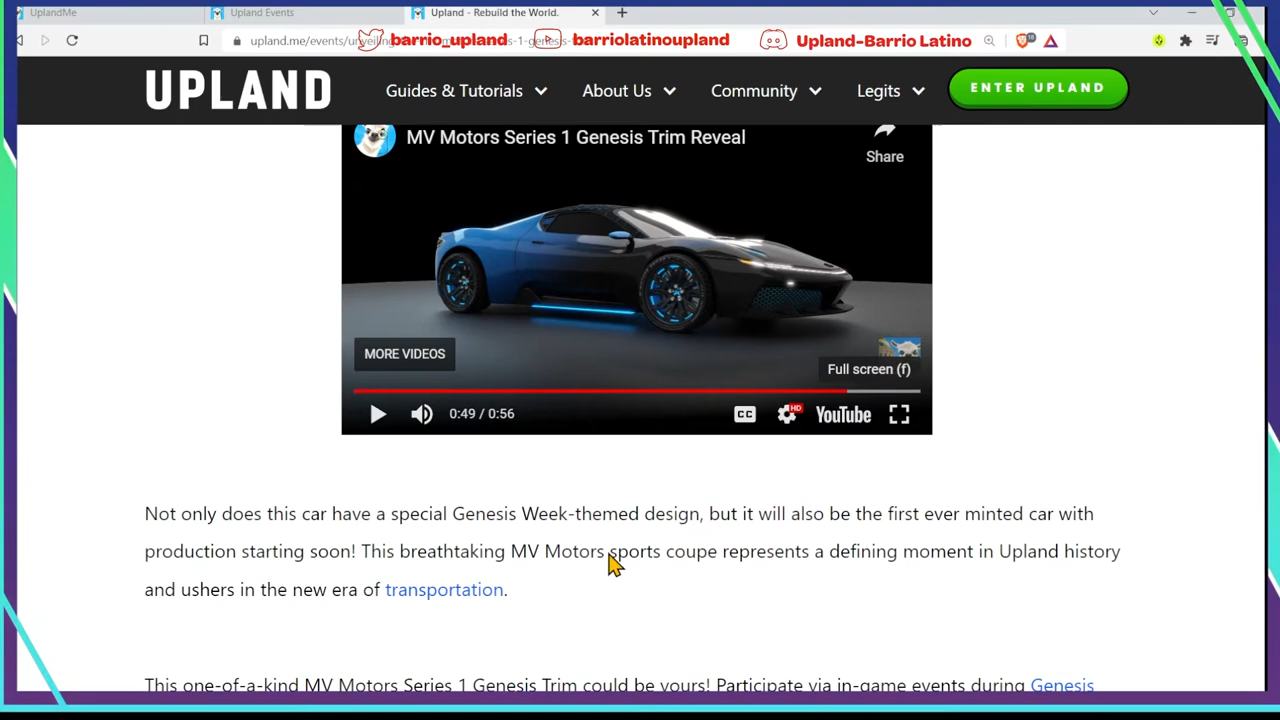 UplandMe
Upland Events
Upland - Rebuild the World.
upland.me/events/
barrio_upland
barriolatinoupland
Upland-Barrio Latino
UPLAND
Guides & Tutorials
About Us
Community
Legits
ENTER UPLAND
MV Motors Series 1 Genesis Trim Reveal
Share
MORE VIDEOS
Full screen (f)
0:49 / 0:56
CC
HD
YouTube
Not only does this car have a special Genesis Week-themed design, but it will also be the first ever minted car with
production starting soon! This breathtaking MV Motors sports coupe represents a defining moment in Upland history
and ushers in the new era of transportation.
This one-of-a-kind MV Motors Series 1 Genesis Trim could be yours! Participate via in-game events during Genesis